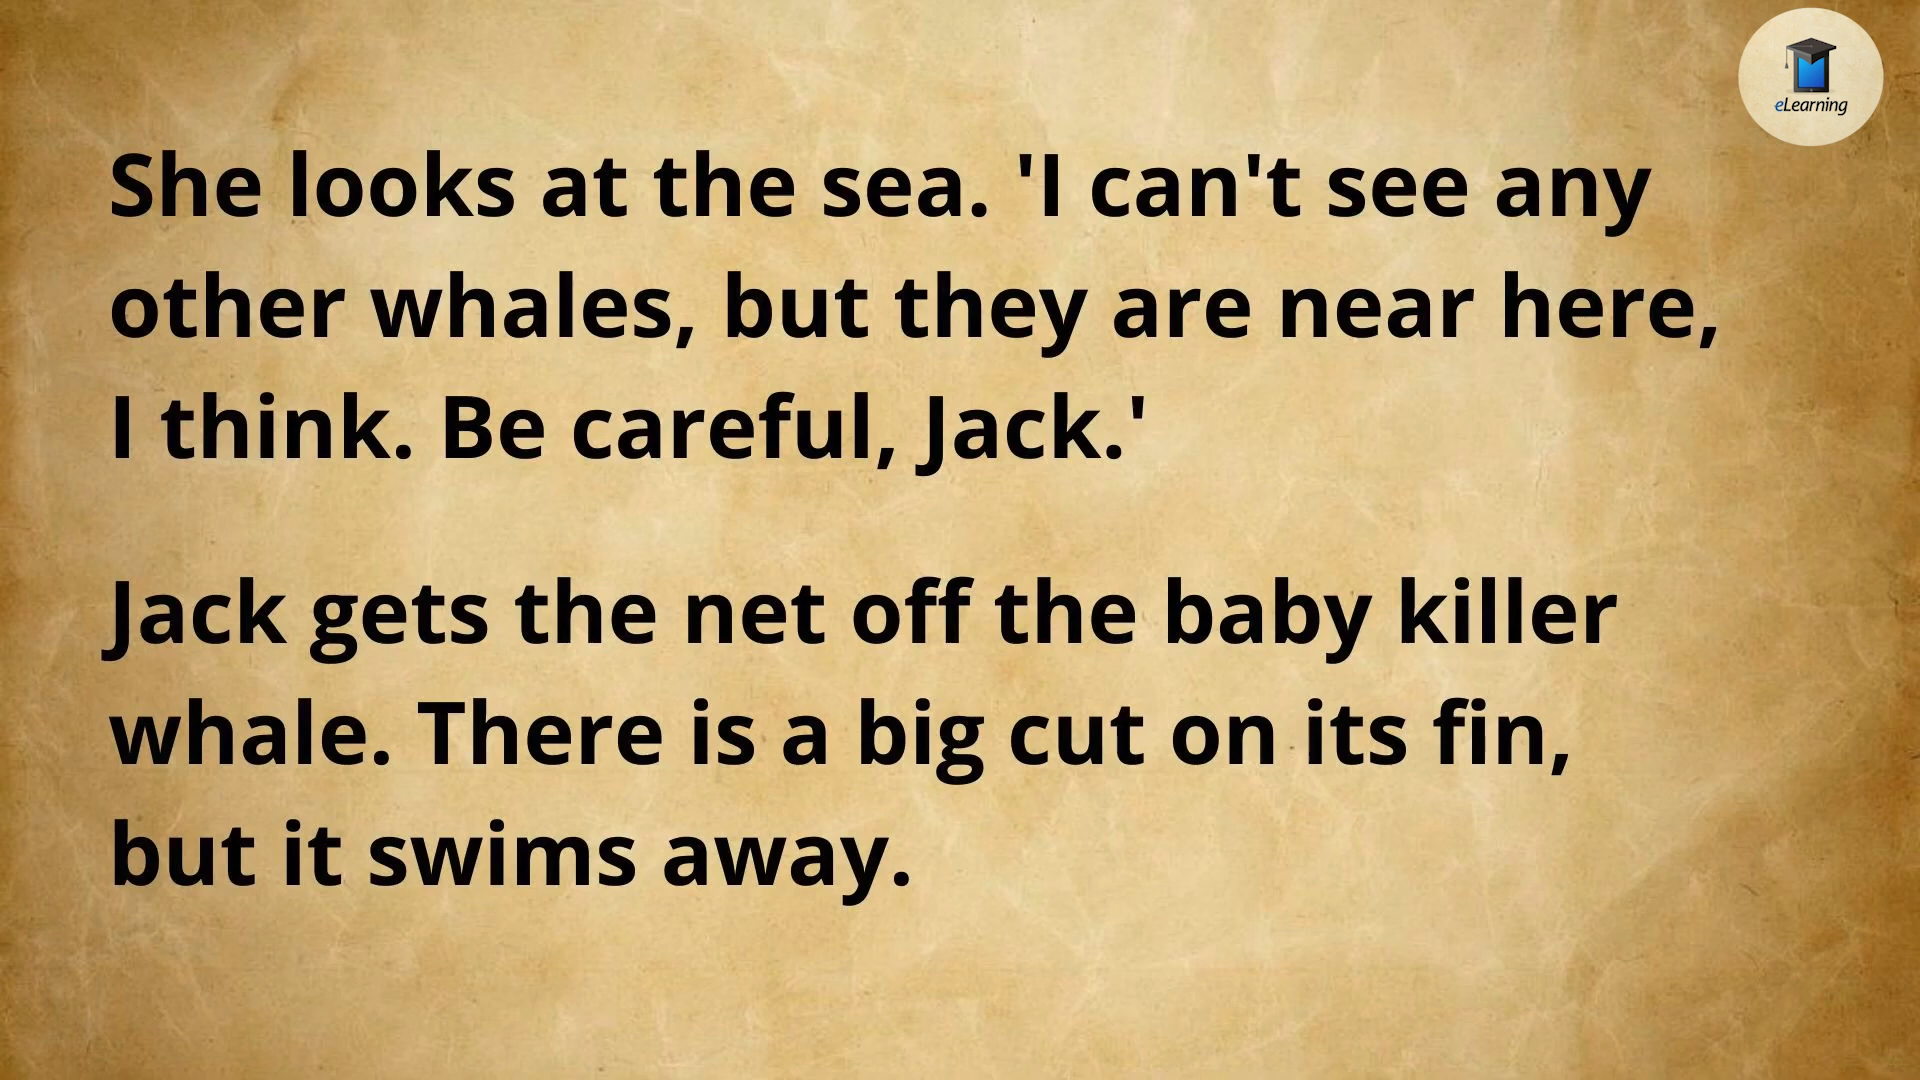 eLearning
She looks at the sea. 'I can't see any
other whales, but they are near here,
I think. Be careful, Jack.'
Jack gets the net off the baby killer
whale. There is a big cut on its fin,
but it swims away.